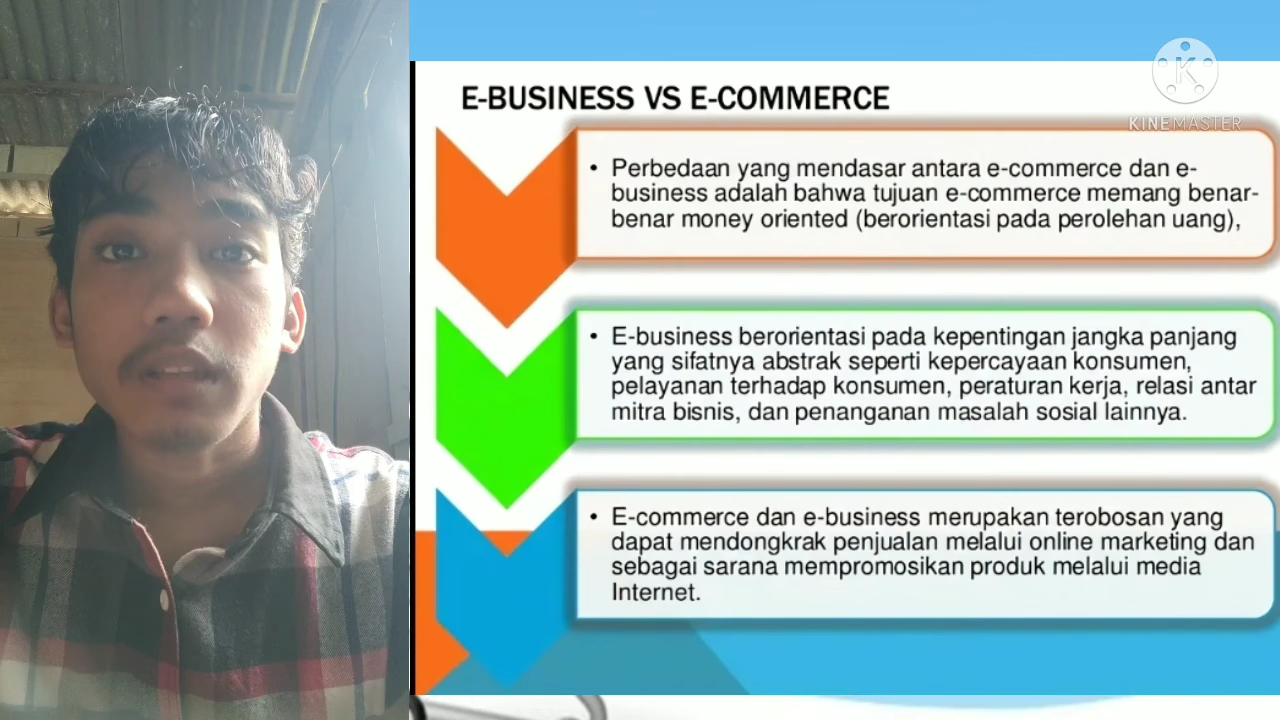 E-BUSINESS VS E-COMMERCE
K
KINEMASTER
• Perbedaan yang mendasar antara e-commerce dan e-
business adalah bahwa tujuan e-commerce memang benar-
benar money oriented (berorientasi pada perolehan uang),
• E-business berorientasi pada kepentingan jangka panjang
yang sifatnya abstrak seperti kepercayaan konsumen,
pelayanan terhadap konsumen, peraturan kerja, relasi antar
mitra bisnis, dan penanganan masalah sosial lainnya.
• E-commerce dan e-business merupakan terobosan yang
dapat mendongkrak penjualan melalui online marketing dan
sebagai sarana mempromosikan produk melalui media
Internet.